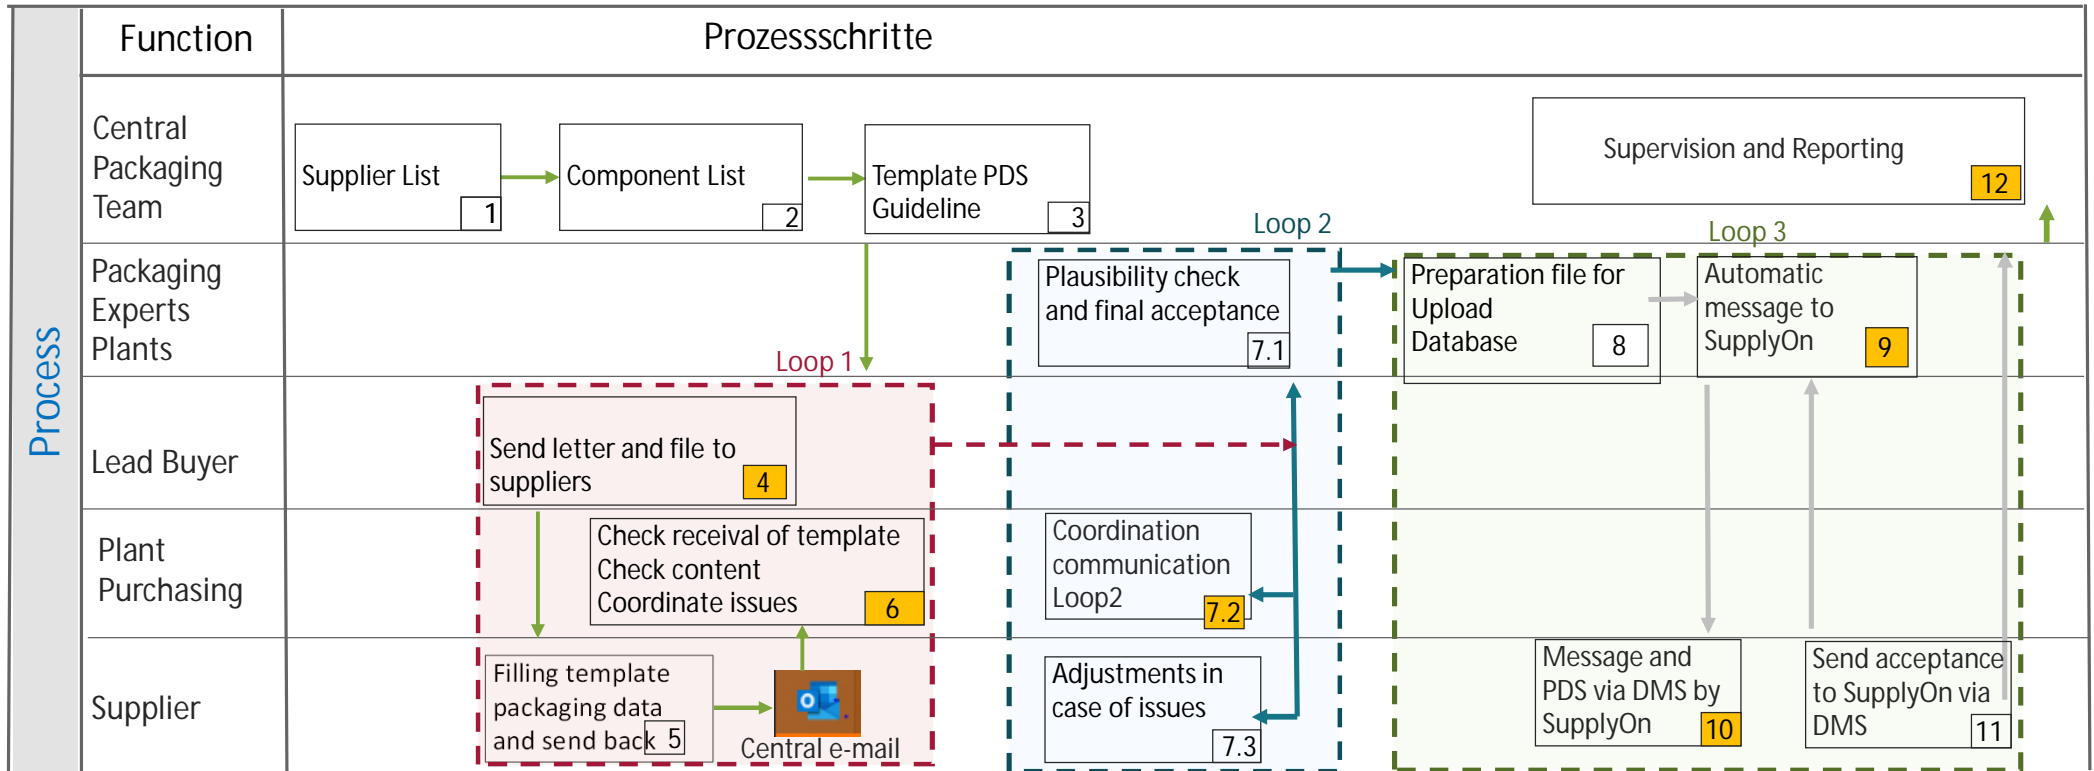 Function
Prozessschritte
Process
Central
Packaging
Team
Supplier List
1
Component List
2
Template PDS
Guideline
3
Supervision and Reporting
12
Loop 2
Loop 3
Packaging
Experts
Plants
Plausibility check
and final acceptance
7.1
Preparation file for
Upload
Database
8
Automatic
message to
SupplyOn
9
Loop 1
Lead Buyer
Send letter and file to
suppliers
4
Plant
Purchasing
Check receival of template
Check content
Coordinate issues
6
Coordination
communication
Loop2
7.2
Supplier
Filling template
packaging data
and send back
5
Central e-mail
Adjustments in
case of issues
7.3
Message and
PDS via DMS by
SupplyOn
10
Send acceptance
to SupplyOn via
DMS
11